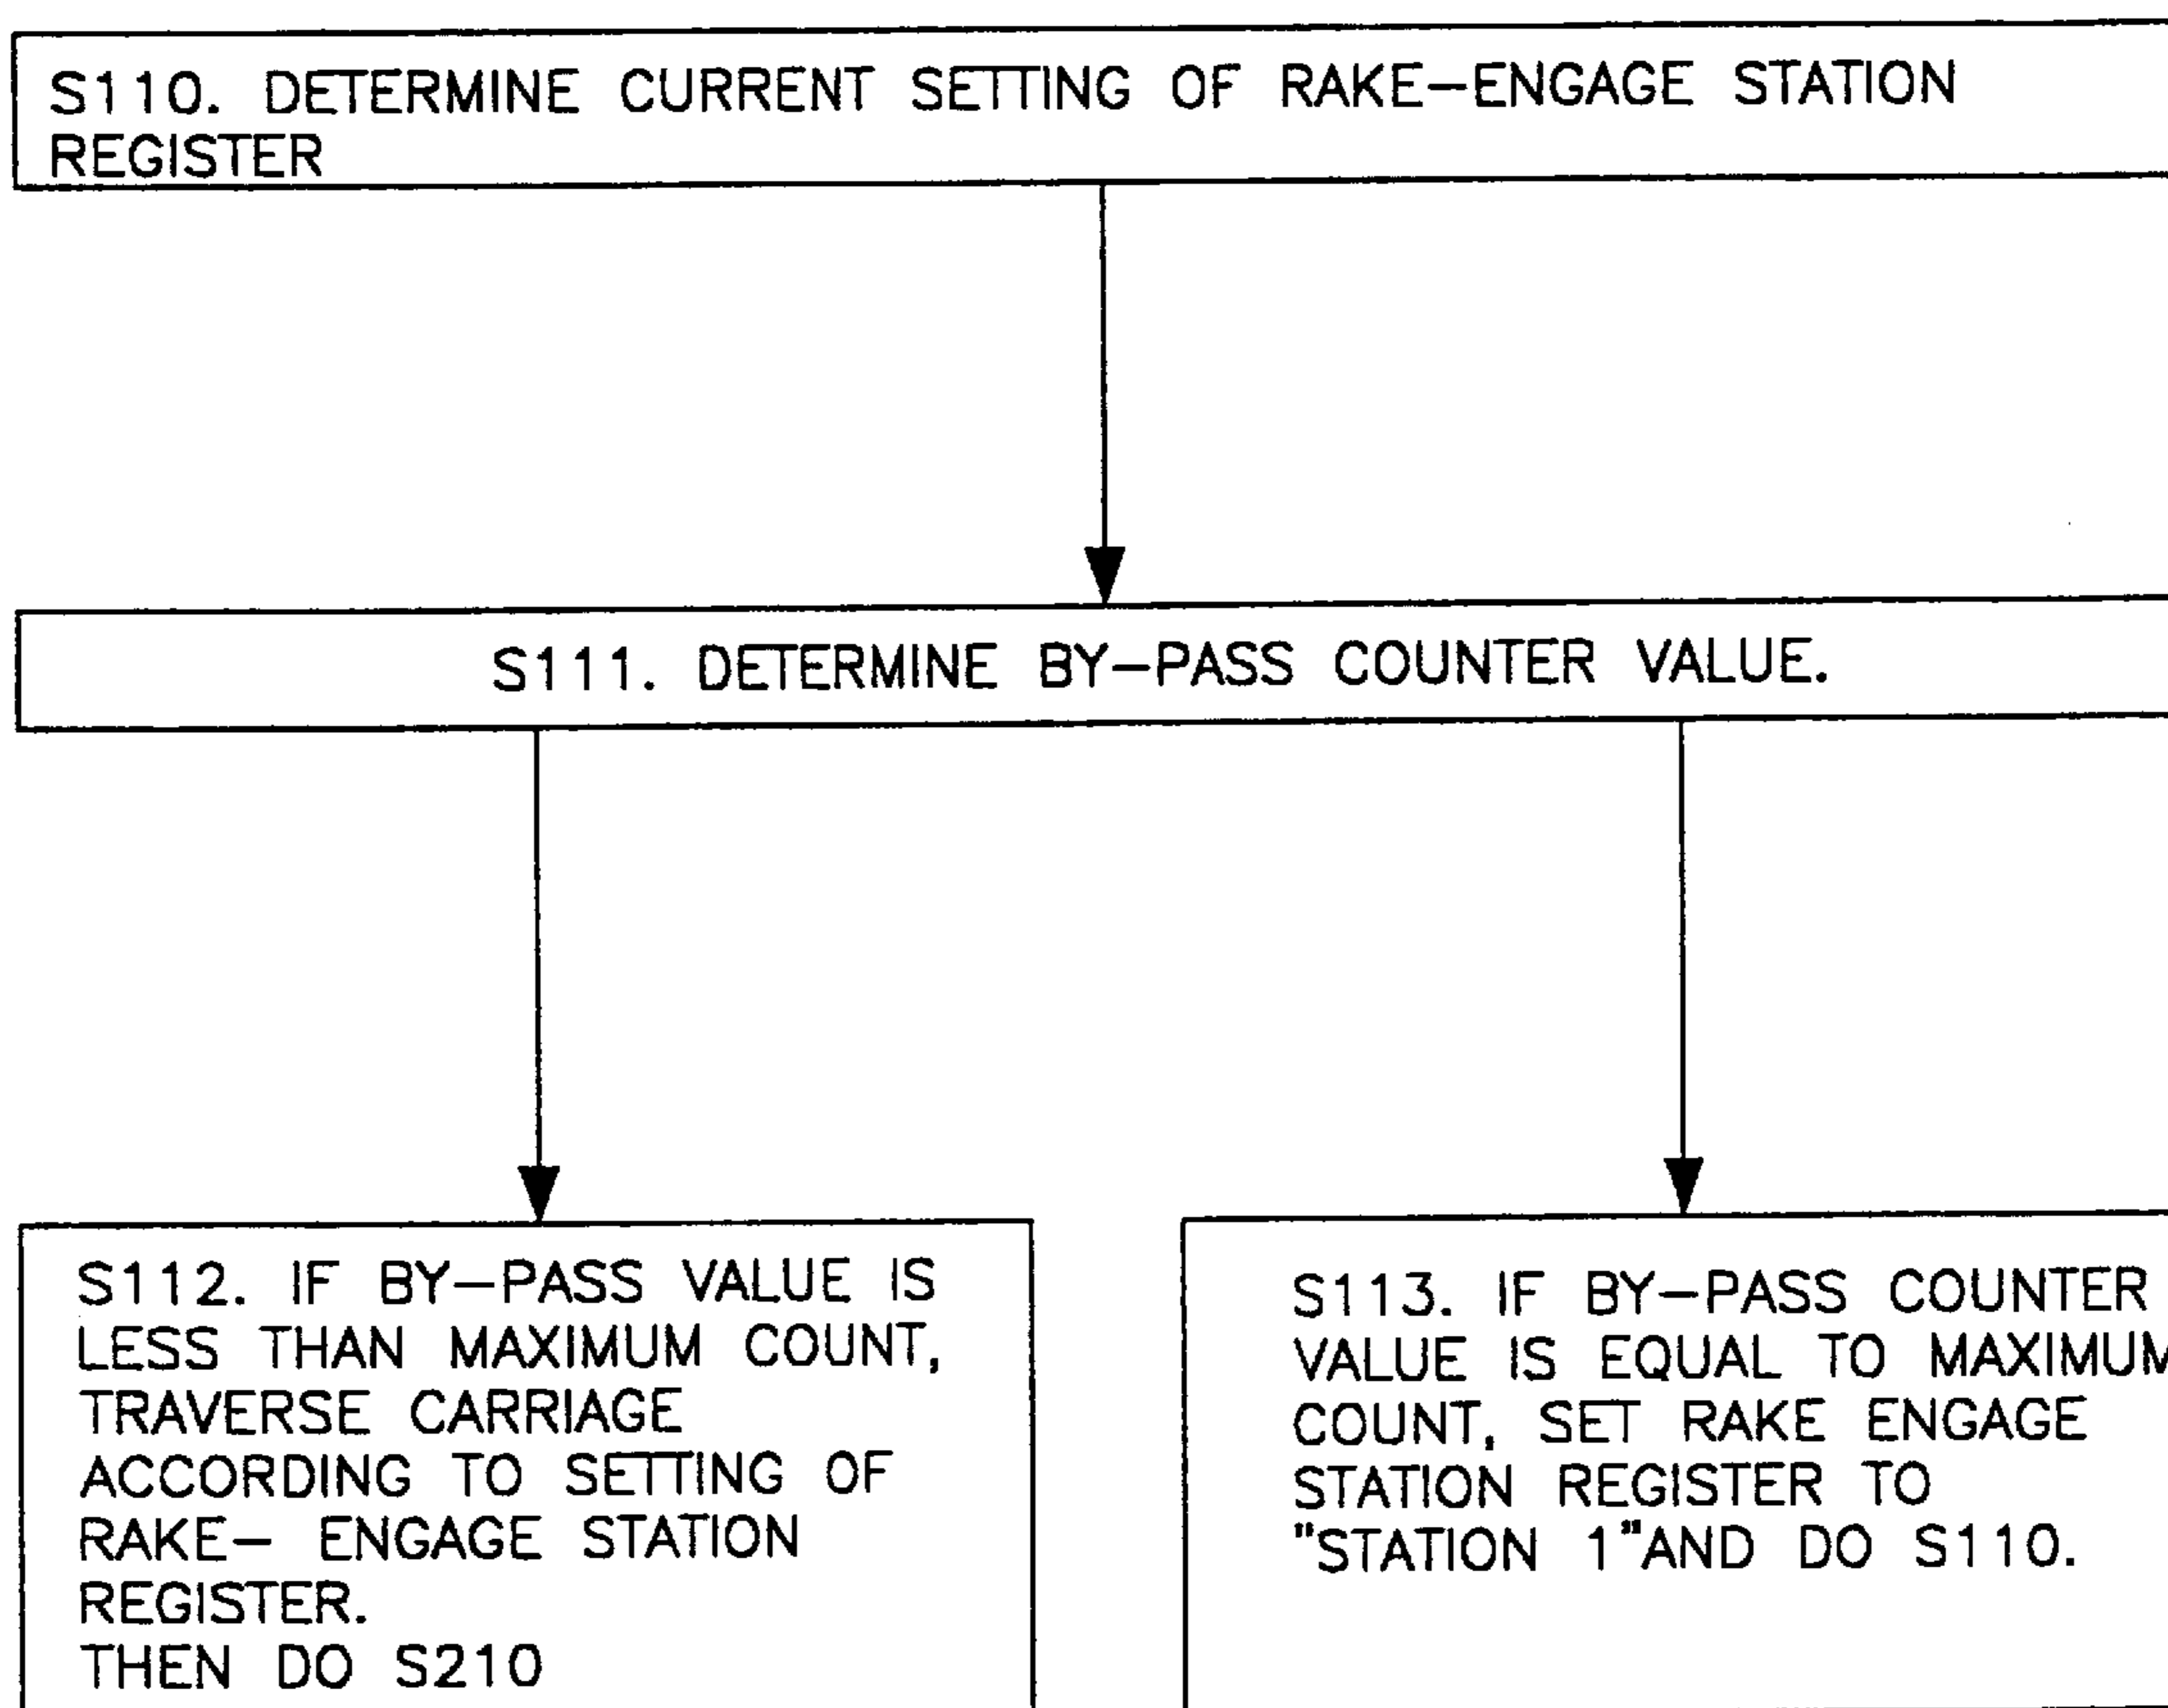 S110. DETERMINE CURRENT SETTING OF RAKE-ENGAGE STATION
REGISTER
S111. DETERMINE BY-PASS COUNTER VALUE.
S112. IF BY-PASS VALUE IS
LESS THAN MAXIMUM COUNT,
TRAVERSE CARRIAGE
ACCORDING TO SETTING OF
RAKE- ENGAGE STATION
REGISTER.
THEN DO S210
S113. IF BY-PASS COUNTER
VALUE IS EQUAL TO MAXIMUM
COUNT, SET RAKE ENGAGE
STATION REGISTER TO
"STATION 1"AND DO S110.